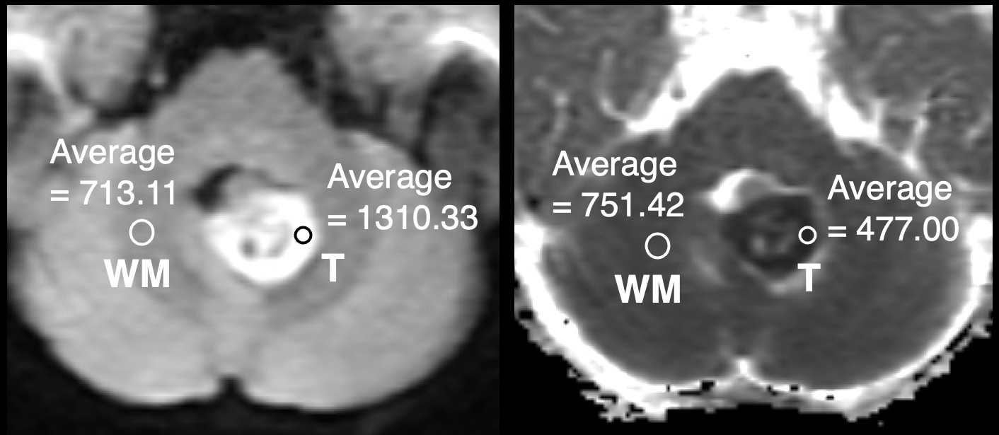 Average
= 713.11
WM
Average
= 1310.33
T
Average
= 751.42
WM
Average
= 477.00
T